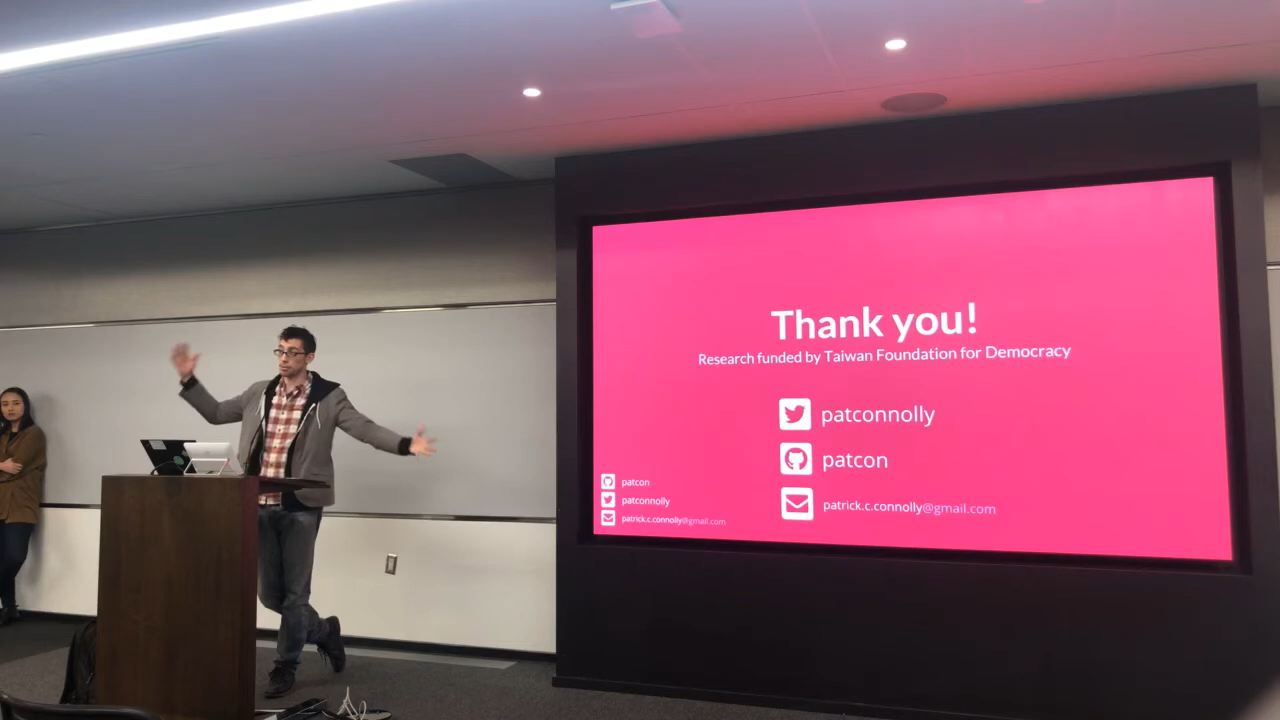 Thank you!
Research funded by Taiwan Foundation for Democracy
patconnolly
patcon
patrick.c.connolly@gmail.com
patcon
patconnolly
patrick.c.connolly@gmail.com